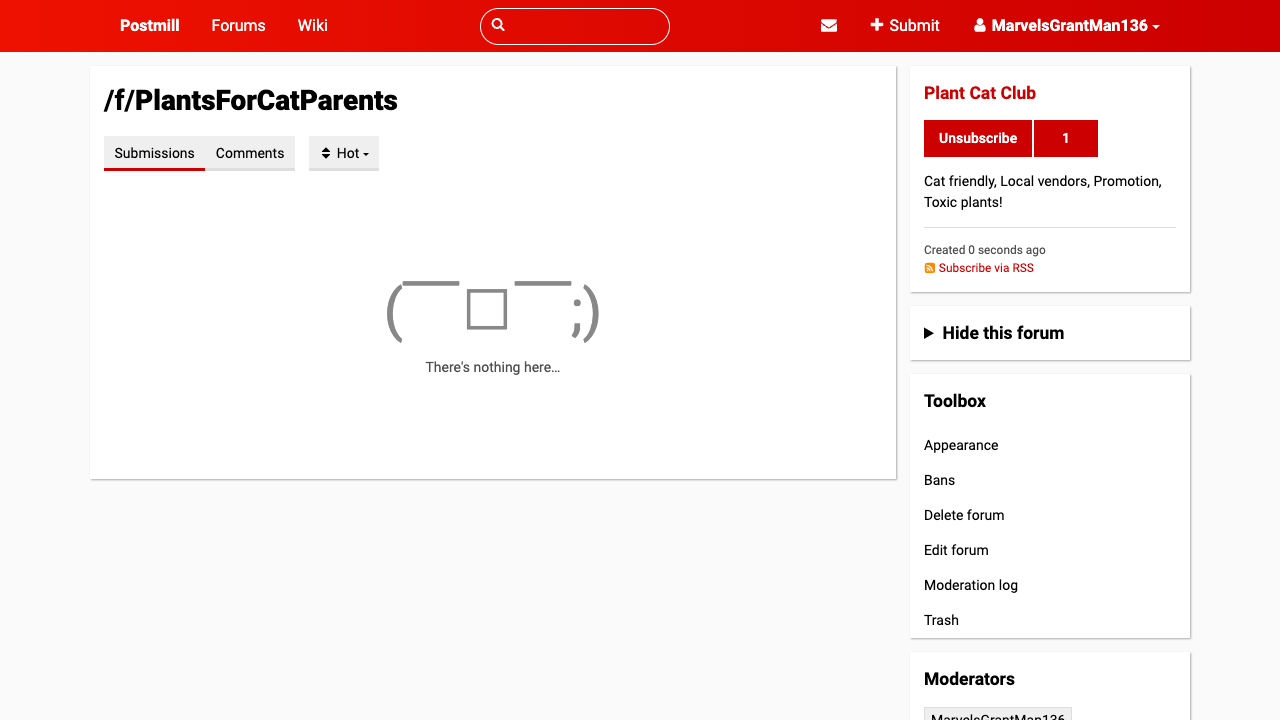 Postmill Forums Wiki Submit MarvelsGrantMan136
/f/PlantsForCatParents
Submissions Comments Hot
(￣□￣;)
There's nothing here…
Plant Cat Club
Unsubscribe 1
Cat friendly, Local vendors, Promotion,
Toxic plants!
Created 0 seconds ago
Subscribe via RSS
Hide this forum
Toolbox
Appearance
Bans
Delete forum
Edit forum
Moderation log
Trash
Moderators
MarvelsGrantMan136